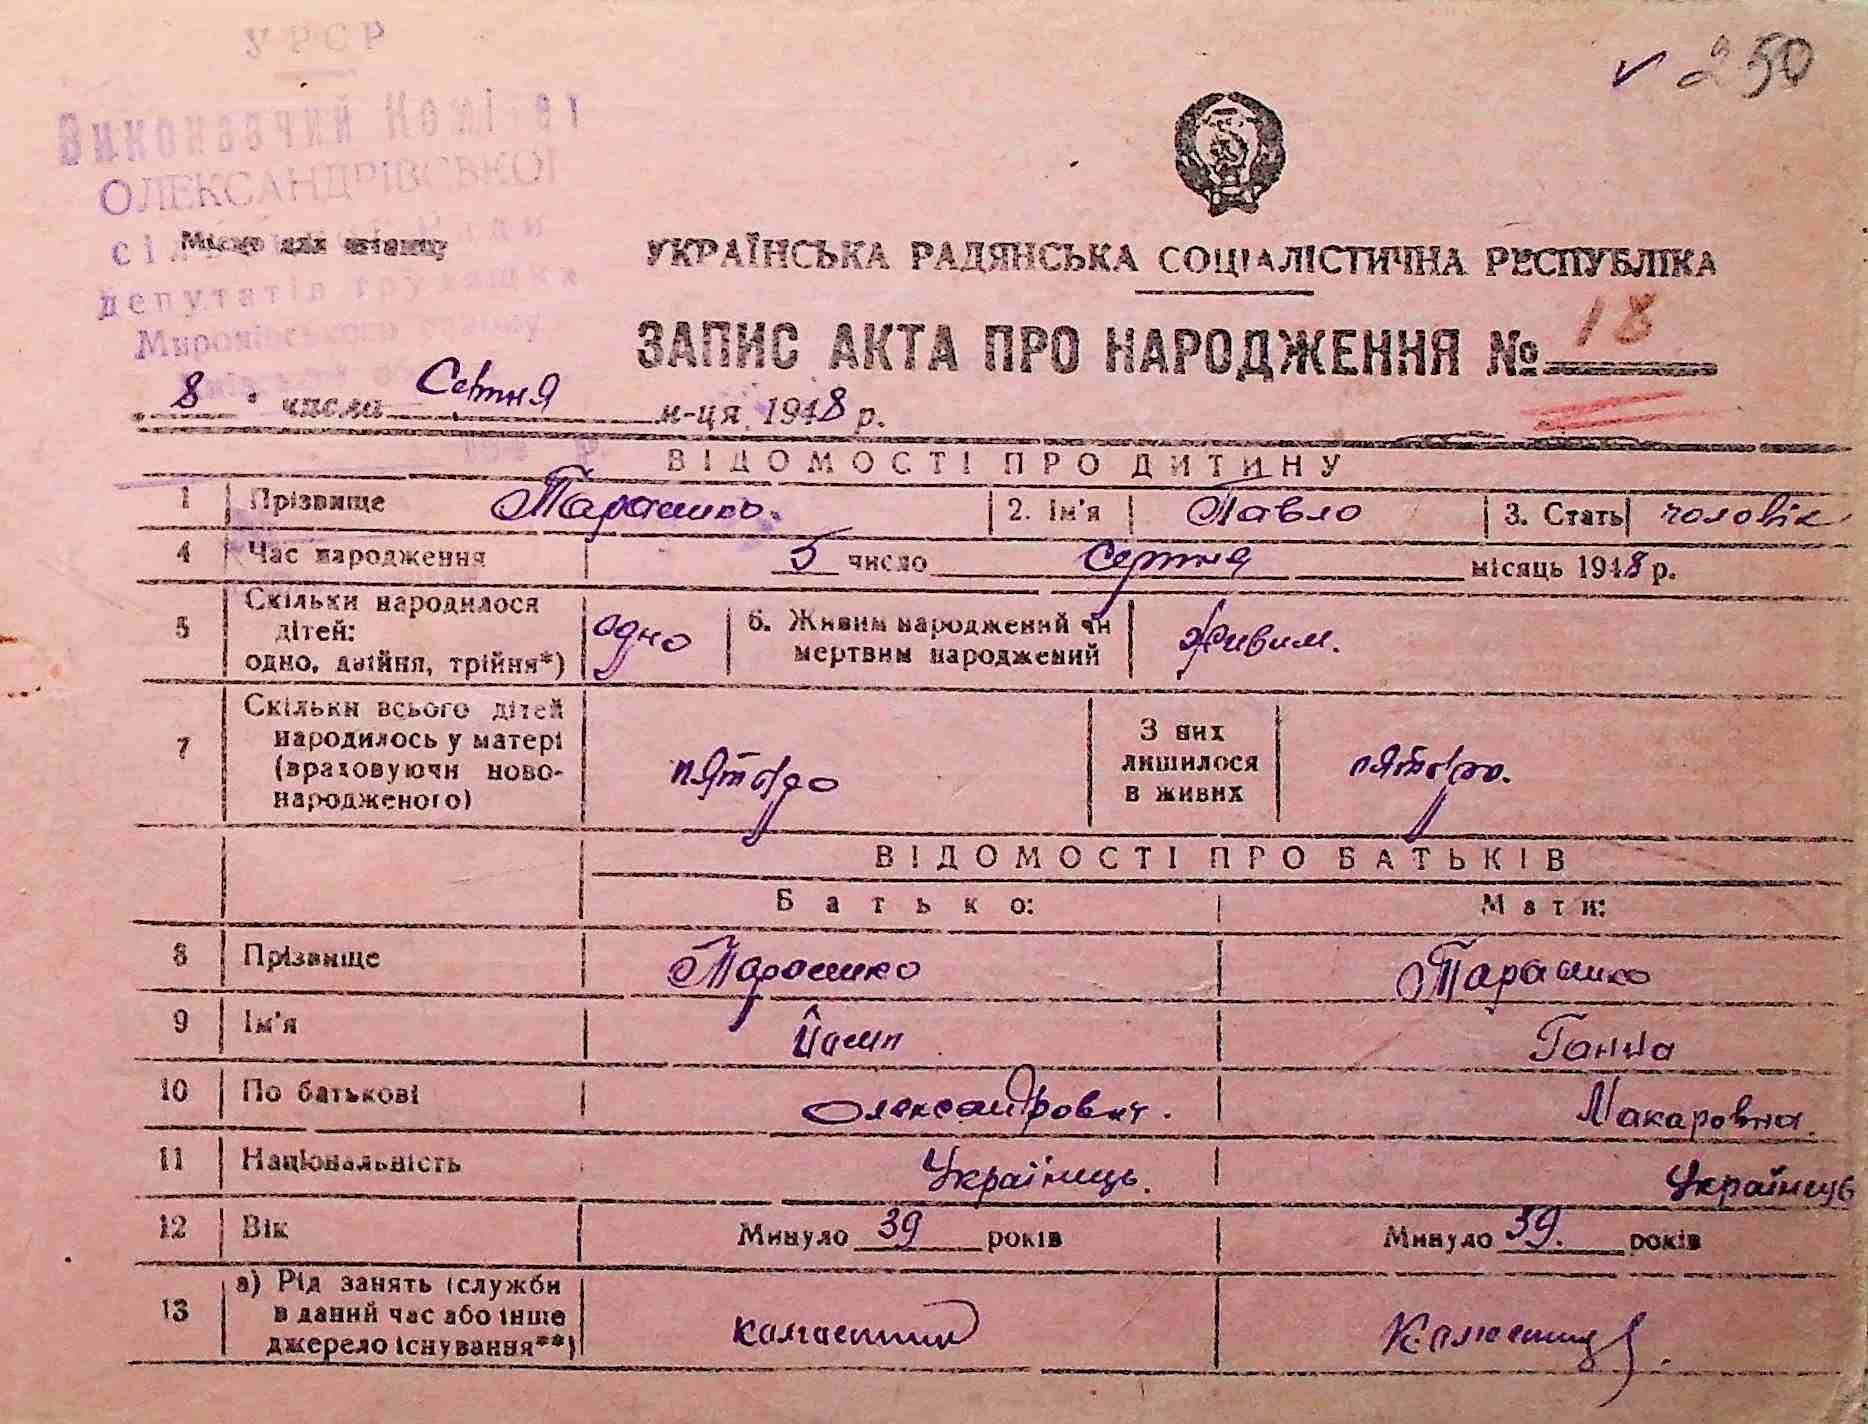 УРСР
✓ 250
Виконавчий Комітет
ОЛЕКСАНДРІВСЬКОЇ
сільської Ради
Місце для штампу
депутатів трудящих
Миронівського району
УКРАЇНСЬКА РАДЯНСЬКА СОЦІАЛІСТИЧНА РЕСПУБЛІКА
ЗАПИС АКТА ПРО НАРОДЖЕННЯ № 18
„ 8 " числа Серпня м-ця 1948 р.
ВІДОМОСТІ ПРО ДИТИНУ
1 Прізвище Тарашко. 2. Ім'я Павло 3. Стать чоловік
4 Час народження 5 число серпня місяць 1948 р.
5 Скільки народилося дітей: одно, двійня, трійня*) одно 6. Живим народжений чи мертвим народжений живим.
7 Скільки всього дітей народилось у матері (враховуючи ново-народженого) пяторо З них лишилося в живих пяторо.
ВІДОМОСТІ ПРО БАТЬКІВ
Батько: Мати:
8 Прізвище Тарашко Тарашко
9 Ім'я Йосип Ганна
10 По батькові Олександрович. Макаровна.
11 Національність Українець. Українець
12 Вік Минуло 39 років Минуло 39. років
13 а) Рід занять (служби в даний час або інше джерело існування**)